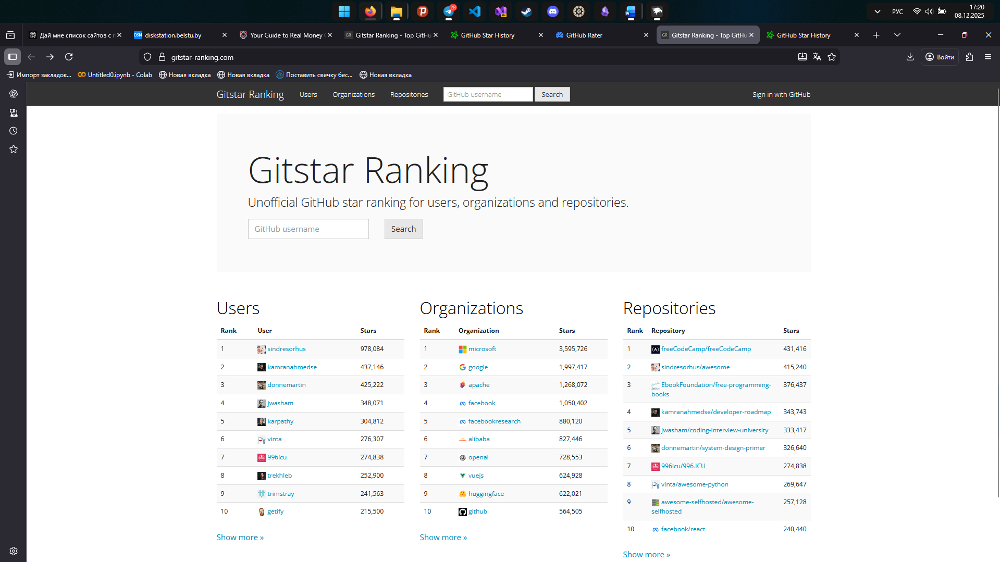 28
РУС
17:20
08.12.2025
Дай мне список сайтов с
diskstation.belstu.by
Your Guide to Real Money
Gitstar Ranking - Top GitHu
GitHub Star History
GitHub Rater
Gitstar Ranking - Top GitHu
GitHub Star History
gitstar-ranking.com
Войти
Импорт закладок...
Untitled0.ipynb - Colab
Новая вкладка
Новая вкладка
Поставить свечку бес...
Новая вкладка
Gitstar Ranking
Users
Organizations
Repositories
GitHub username
Search
Sign in with GitHub
Gitstar Ranking
Unofficial GitHub star ranking for users, organizations and repositories.
GitHub username
Search
Users
Rank User Stars
1 sindresorhus 978,084
2 kamranahmedse 437,146
3 donnemartin 425,222
4 jwasham 348,071
5 karpathy 304,812
6 vinta 276,307
7 996icu 274,838
8 trekhleb 252,900
9 trimstray 241,563
10 getify 215,500
Show more »
Organizations
Rank Organization Stars
1 microsoft 3,595,726
2 google 1,997,417
3 apache 1,268,072
4 facebook 1,050,402
5 facebookresearch 880,120
6 alibaba 827,446
7 openai 728,553
8 vuejs 624,928
9 huggingface 622,021
10 github 564,505
Show more »
Repositories
Rank Repository Stars
1 freeCodeCamp/freeCodeCamp 431,416
2 sindresorhus/awesome 415,240
3 EbookFoundation/free-programming- 376,437
books
4 kamranahmedse/developer-roadmap 343,743
5 jwasham/coding-interview-university 333,417
6 donnemartin/system-design-primer 326,640
7 996icu/996.ICU 274,838
8 vinta/awesome-python 269,647
9 awesome-selfhosted/awesome- 257,128
selfhosted
10 facebook/react 240,440
Show more »